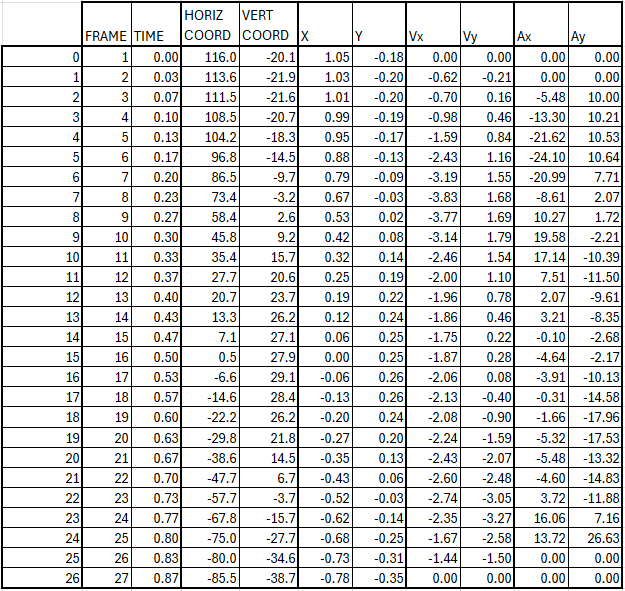 HORIZ VERT
FRAME TIME COORD COORD X Y Vx Vy Ax Ay
0 1 0.00 116.0 -20.1 1.05 -0.18 0.00 0.00 0.00 0.00
1 2 0.03 113.6 -21.9 1.03 -0.20 -0.62 -0.21 0.00 0.00
2 3 0.07 111.5 -21.6 1.01 -0.20 -0.70 0.16 -5.48 10.00
3 4 0.10 108.5 -20.7 0.99 -0.19 -0.98 0.46 -13.30 10.21
4 5 0.13 104.2 -18.3 0.95 -0.17 -1.59 0.84 -21.62 10.53
5 6 0.17 96.8 -14.5 0.88 -0.13 -2.43 1.16 -24.10 10.64
6 7 0.20 86.5 -9.7 0.79 -0.09 -3.19 1.55 -20.99 7.71
7 8 0.23 73.4 -3.2 0.67 -0.03 -3.83 1.68 -8.61 2.07
8 9 0.27 58.4 2.6 0.53 0.02 -3.77 1.69 10.27 1.72
9 10 0.30 45.8 9.2 0.42 0.08 -3.14 1.79 19.58 -2.21
10 11 0.33 35.4 15.7 0.32 0.14 -2.46 1.54 17.14 -10.39
11 12 0.37 27.7 20.6 0.25 0.19 -2.00 1.10 7.51 -11.50
12 13 0.40 20.7 23.7 0.19 0.22 -1.96 0.78 2.07 -9.61
13 14 0.43 13.3 26.2 0.12 0.24 -1.86 0.46 3.21 -8.35
14 15 0.47 7.1 27.1 0.06 0.25 -1.75 0.22 -0.10 -2.68
15 16 0.50 0.5 27.9 0.00 0.25 -1.87 0.28 -4.64 -2.17
16 17 0.53 -6.6 29.1 -0.06 0.26 -2.06 0.08 -3.91 -10.13
17 18 0.57 -14.6 28.4 -0.13 0.26 -2.13 -0.40 -0.31 -14.58
18 19 0.60 -22.2 26.2 -0.20 0.24 -2.08 -0.90 -1.66 -17.96
19 20 0.63 -29.8 21.8 -0.27 0.20 -2.24 -1.59 -5.32 -17.53
20 21 0.67 -38.6 14.5 -0.35 0.13 -2.43 -2.07 -5.48 -13.32
21 22 0.70 -47.7 6.7 -0.43 0.06 -2.60 -2.48 -4.60 -14.83
22 23 0.73 -57.7 -3.7 -0.52 -0.03 -2.74 -3.05 3.72 -11.88
23 24 0.77 -67.8 -15.7 -0.62 -0.14 -2.35 -3.27 16.06 7.16
24 25 0.80 -75.0 -27.7 -0.68 -0.25 -1.67 -2.58 13.72 26.63
25 26 0.83 -80.0 -34.6 -0.73 -0.31 -1.44 -1.50 0.00 0.00
26 27 0.87 -85.5 -38.7 -0.78 -0.35 0.00 0.00 0.00 0.00